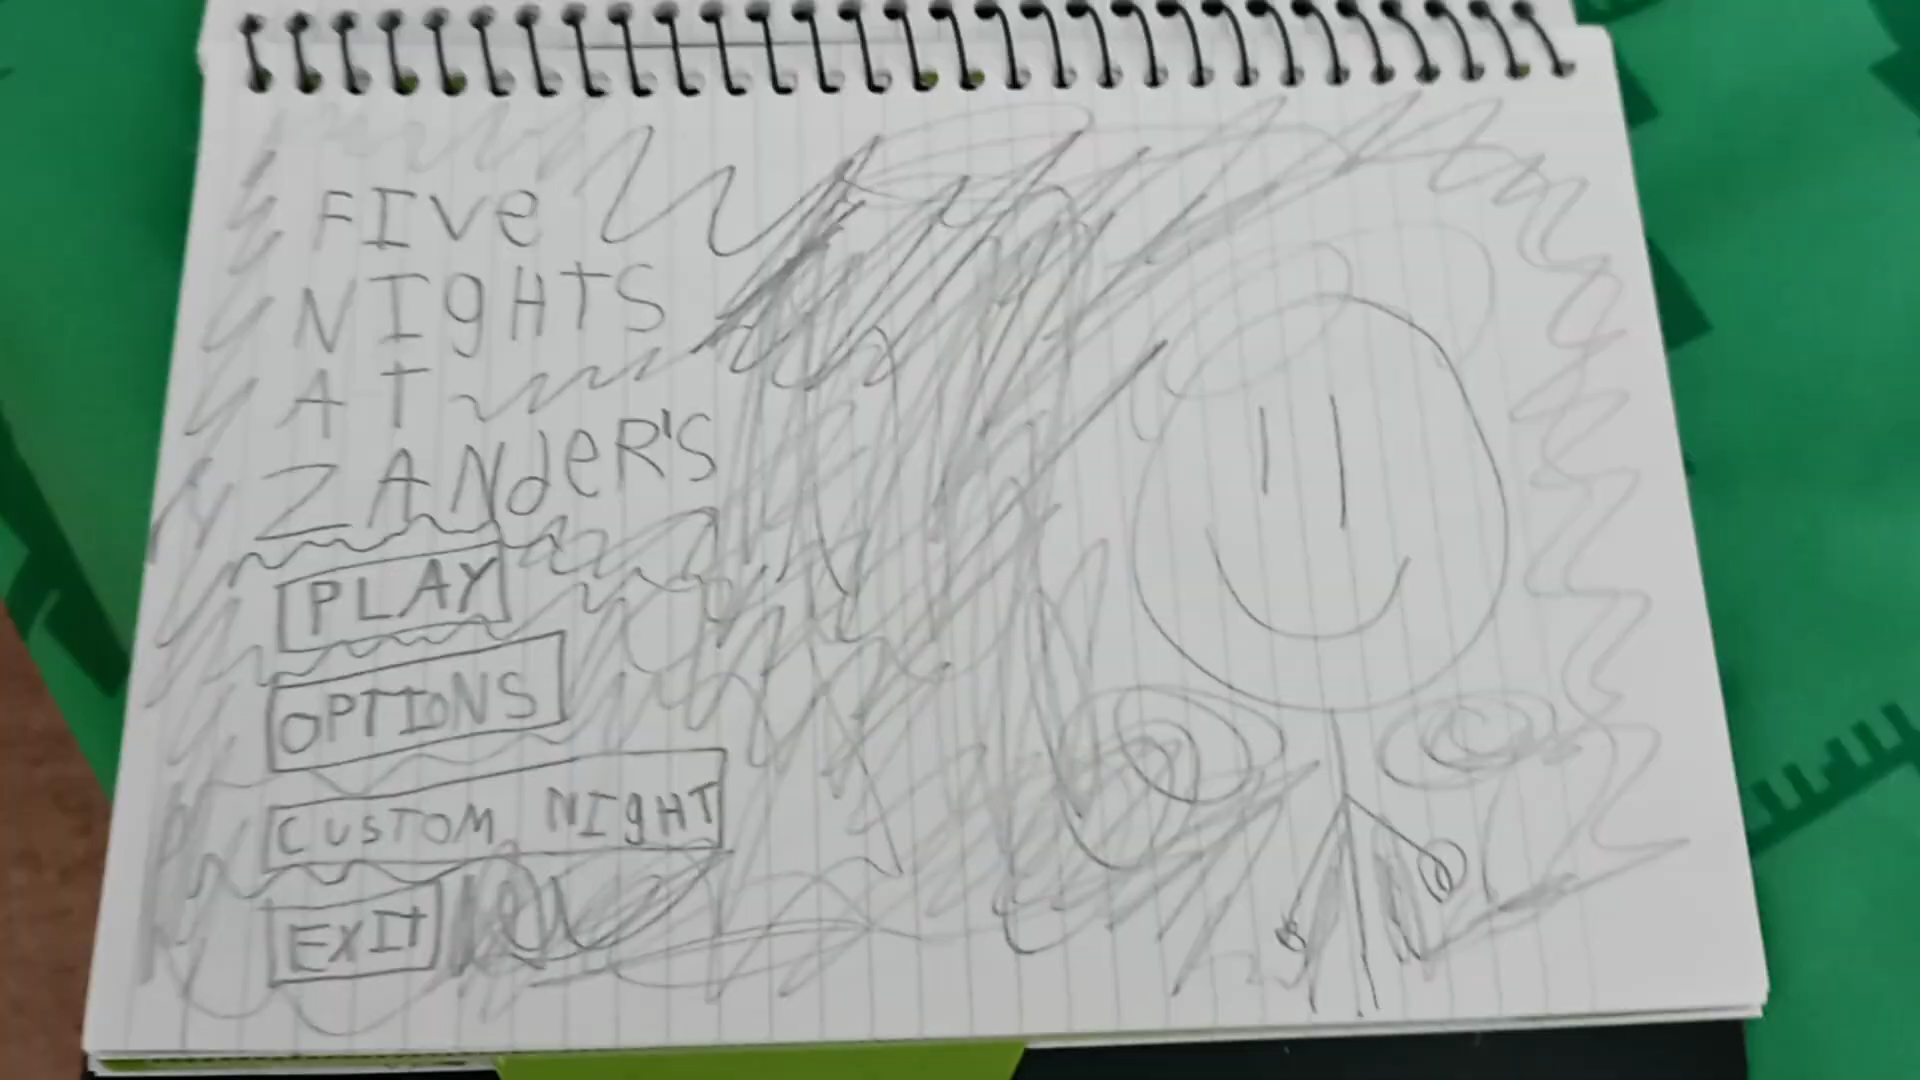 FIVe
NIgHTS
AT
ZANdeR'S
PLAY
OPTIONS
CUSTOM NIgHT
EXIT